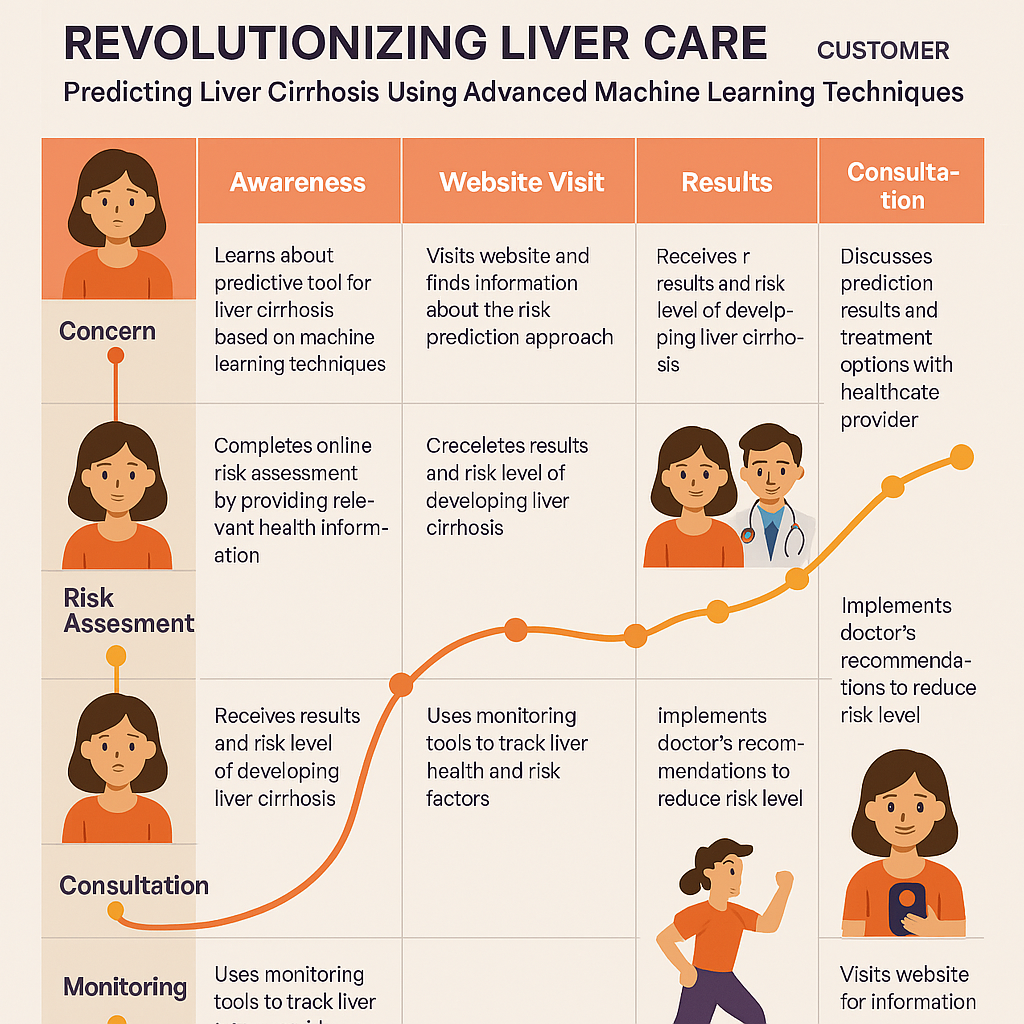 REVOLUTIONIZING LIVER CARE
CUSTOMER
Predicting Liver Cirrhosis Using Advanced Machine Learning Techniques
Awareness
Website Visit
Results
Consulta-
tion
Concern
Learns about
predictive tool for
liver cirrhosis
based on machine
learning techniques
Visits website and
finds information
about the risk
prediction approach
Receives r
results and risk
level of develp-
ping liver cirrho-
sis
Discusses
prediction
results and
treatment
options with
healthcate
provider
Risk
Assesment
Completes online
risk assessment
by providing rele-
vant health inform-
ation
Creceletes results
and risk level of
developing liver
cirrhosis
Implements
doctor's
recommenda-
tions to reduce
risk level
Receives results
and risk level
of developing
liver cirrhosis
Uses monitoring
tools to track liver
health and risk
factors
implements
doctor's recom-
mendations to
reduce risk level
Consultation
Monitoring
Uses monitoring
tools to track liver
Visits website
for information